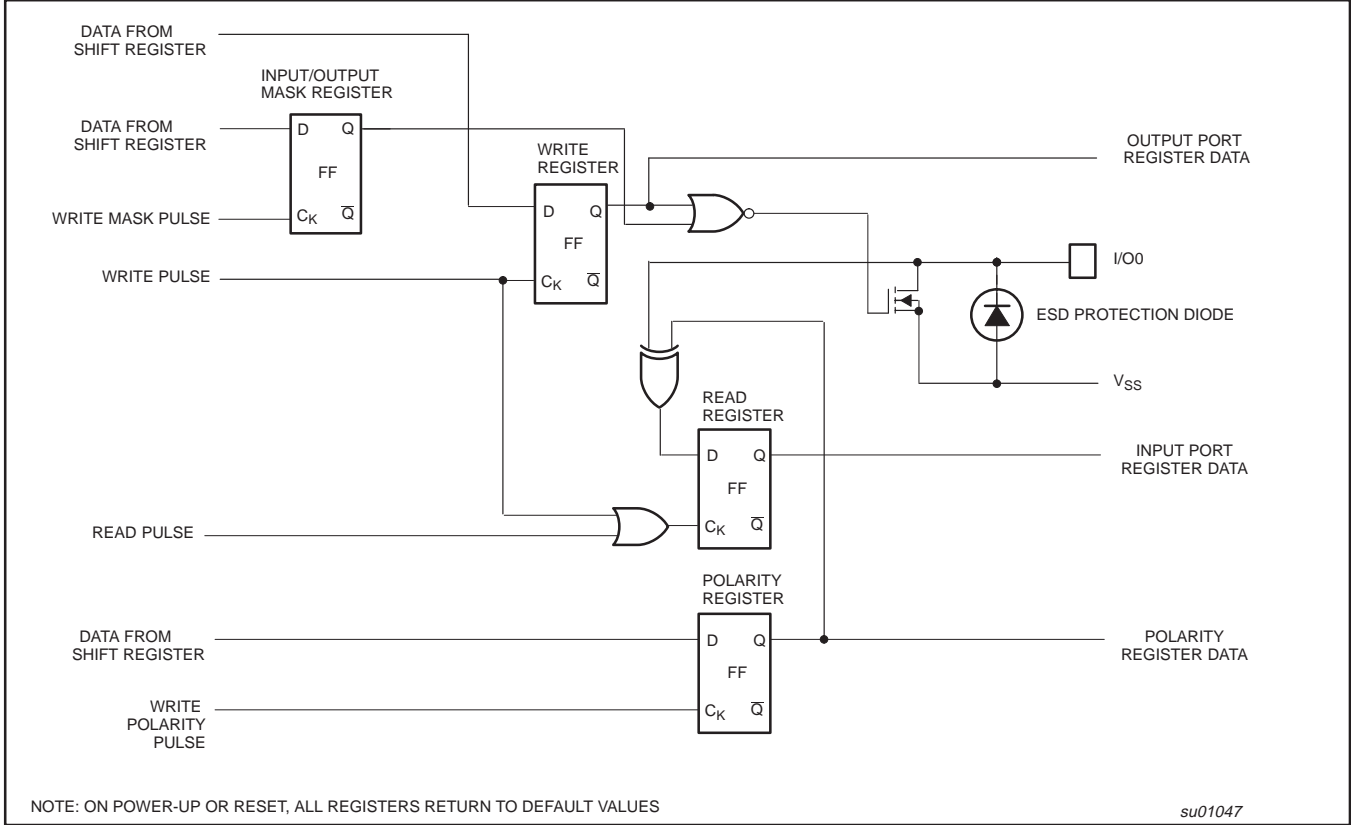 DATA FROM
SHIFT REGISTER
INPUT/OUTPUT
MASK REGISTER
DATA FROM
SHIFT REGISTER
D Q
FF
CK Q̅
WRITE MASK PULSE
WRITE PULSE
WRITE
REGISTER
D Q
FF
CK Q̅
OUTPUT PORT
REGISTER DATA
I/O0
ESD PROTECTION DIODE
VSS
READ
REGISTER
D Q
FF
CK Q̅
INPUT PORT
REGISTER DATA
READ PULSE
POLARITY
REGISTER
D Q
FF
CK Q̅
DATA FROM
SHIFT REGISTER
POLARITY
REGISTER DATA
WRITE
POLARITY
PULSE
NOTE: ON POWER-UP OR RESET, ALL REGISTERS RETURN TO DEFAULT VALUES
su01047